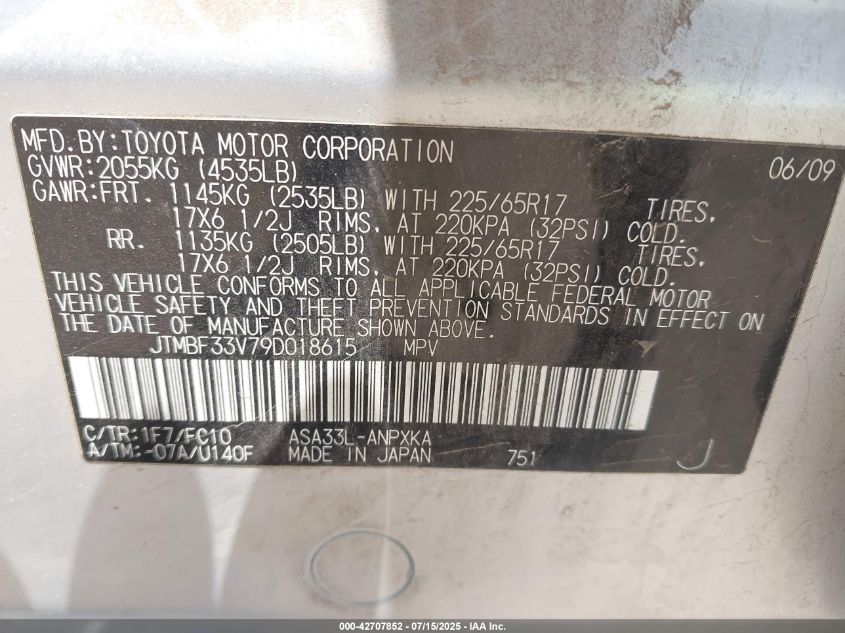 MFD. BY: TOYOTA MOTOR CORPORATION 06/09
GVWR: 2055KG (4535LB)
GAWR: FRT. 1145KG (2535LB) WITH 225/65R17 TIRES,
17X6 1/2J RIMS, AT 220KPA (32PSI) COLD.
RR. 1135KG (2505LB) WITH 225/65R17 TIRES,
17X6 1/2J RIMS, AT 220KPA (32PSI) COLD.
THIS VEHICLE CONFORMS TO ALL APPLICABLE FEDERAL MOTOR
VEHICLE SAFETY AND THEFT PREVENTION STANDARDS IN EFFECT ON
THE DATE OF MANUFACTURE SHOWN ABOVE.
JTMBF33V79D018615 MPV
C/TR: 1F7/FC10 ASA33L-ANPXKA
A/TM: -07A/U140F MADE IN JAPAN 751 J
000-42707852 - 07/15/2025 - IAA Inc.